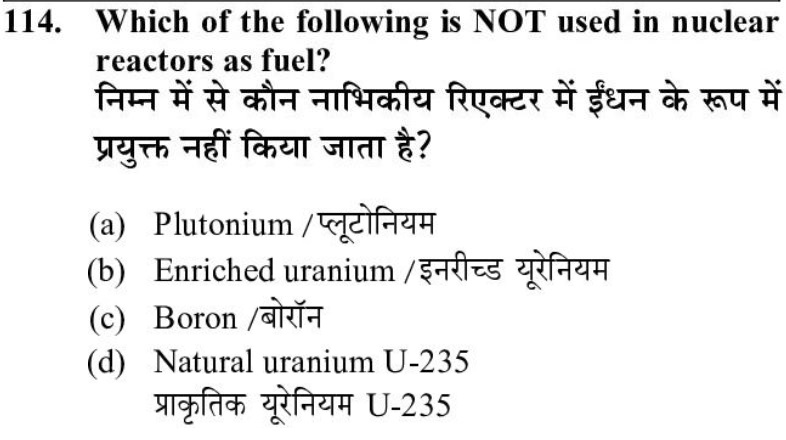 114. Which of the following is NOT used in nuclear
reactors as fuel?
निम्न में से कौन नाभिकीय रिएक्टर में ईंधन के रूप में
प्रयुक्त नहीं किया जाता है?
(a) Plutonium /प्लूटोनियम
(b) Enriched uranium /इनरीच्ड यूरेनियम
(c) Boron /बोरॉन
(d) Natural uranium U-235
प्राकृतिक यूरेनियम U-235